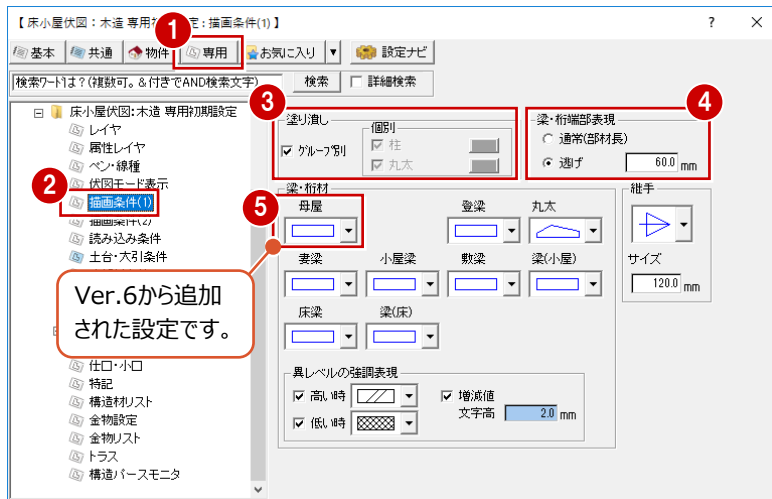 【 床小屋伏図：木造 専用初期設定：描画条件(1) 】
? ×
1
基本 共通 物件 専用 お気に入り 設定ナビ
検索ワードは？(複数可。＆付きでAND検索文字) 検索 詳細検索
床小屋伏図:木造 専用初期設定
レイヤ
属性レイヤ
ペン・線種
伏図モード表示
2
描画条件(1)
描画条件(2)
読み込み条件
土台・大引条件
Ver.6から追加
された設定です。
仕口・小口
特記
構造材リスト
金物設定
金物リスト
トラス
構造パースモニタ
3
塗り潰し
グループ別
個別
柱
丸太
4
梁・桁端部表現
通常(部材長)
逃げ 60.0 mm
梁・桁材
5
母屋 登梁 丸太
妻梁 小屋梁 敷梁 梁(小屋)
床梁 梁(床)
異レベルの強調表現
高い時 増減値
文字高 2.0 mm
低い時
継手
サイズ
120.0 mm